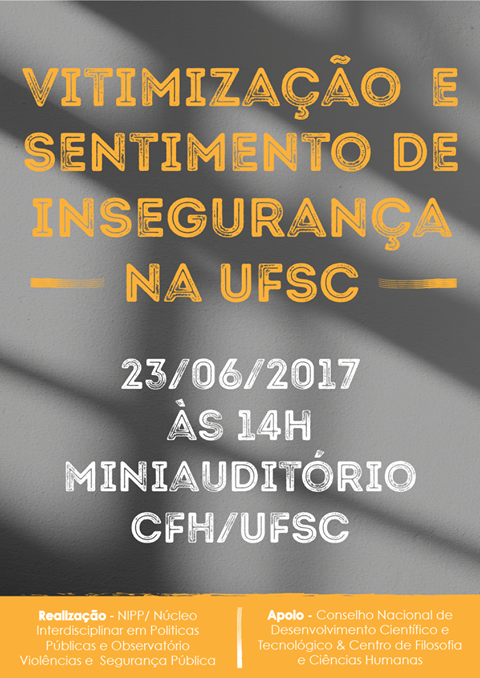 VITIMIZAÇÃO E
SENTIMENTO DE
INSEGURANÇA
NA UFSC
23/06/2017
ÀS 14H
MINIAUDITÓRIO
CFH/UFSC
Realização - NIPP/ Núcleo
Interdisciplinar em Políticas
Públicas e Observatório
Violências e Segurança Pública
Apoio - Conselho Nacional de
Desenvolvimento Científico e
Tecnológico & Centro de Filosofia
e Ciências Humanas